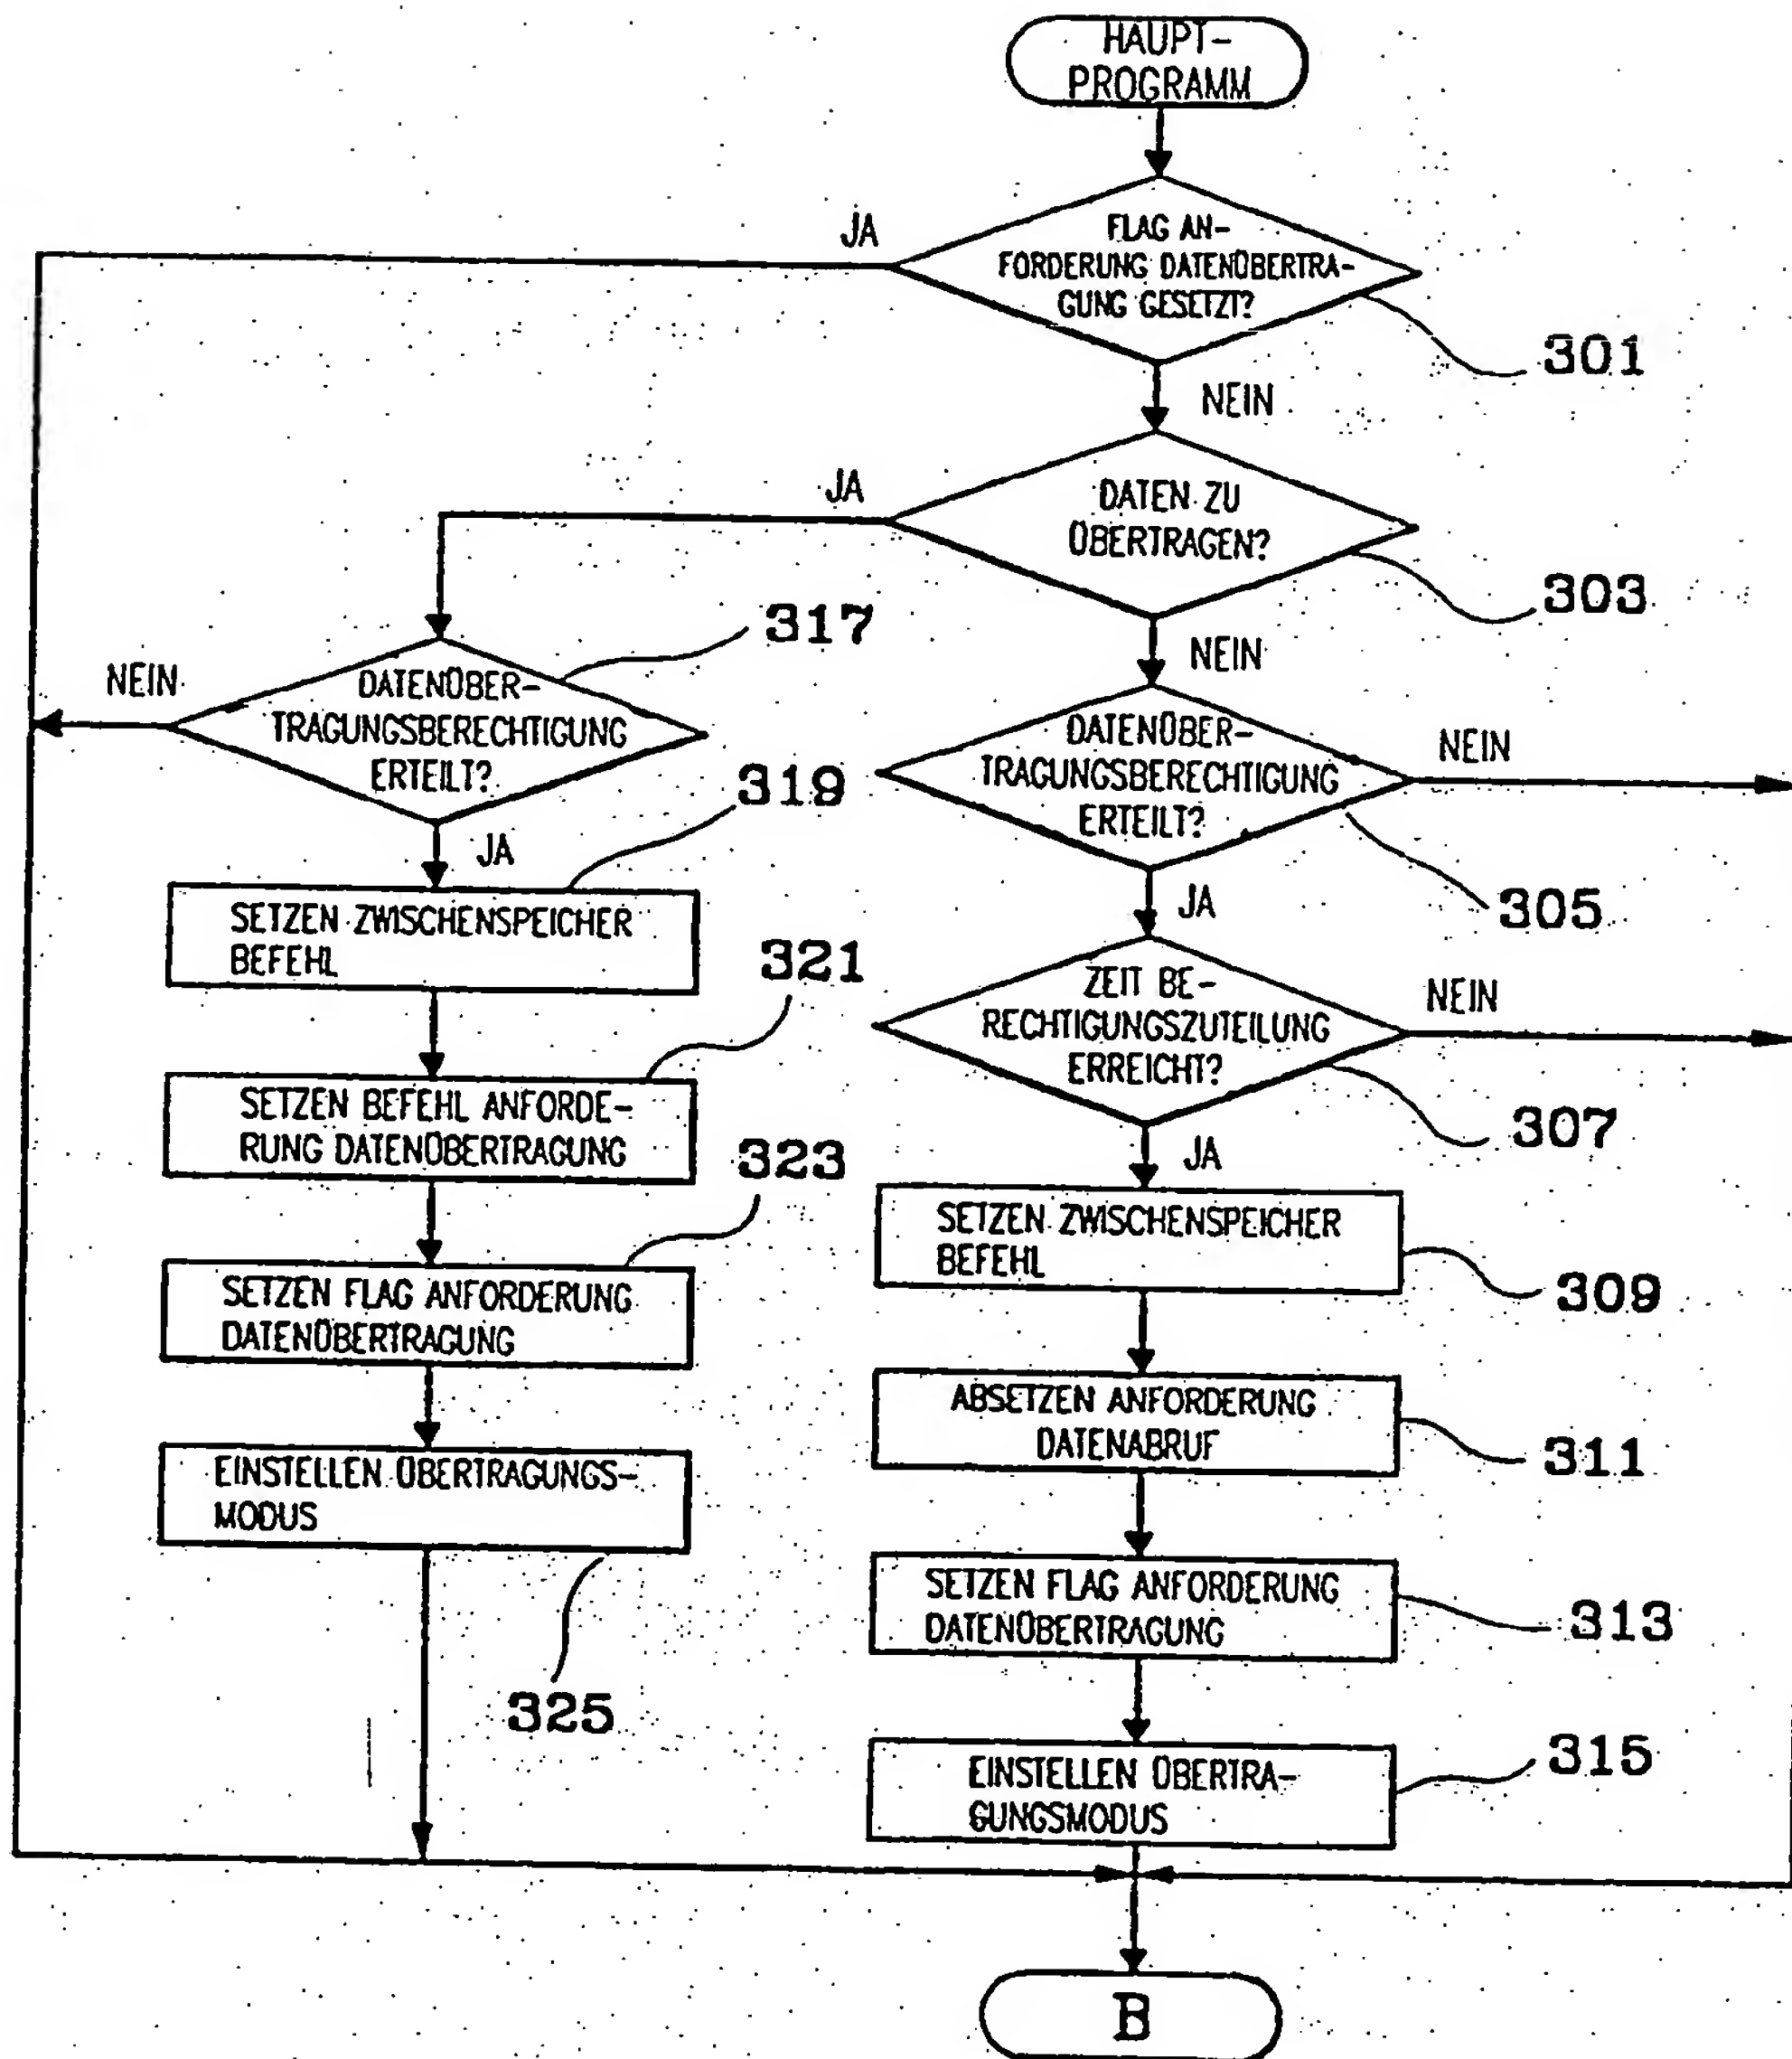 HAUPT-
PROGRAMM
JA
FLAG AN-
FORDERUNG DATENÜBERTRA-
GUNG GESETZT?
301
NEIN
JA
DATEN ZU
ÜBERTRAGEN?
303
317
NEIN
DATENÜBER-
TRAGUNGSBERECHTIGUNG
ERTEILT?
NEIN
DATENÜBER-
TRAGUNGSBERECHTIGUNG
ERTEILT?
NEIN
319
305
JA
JA
SETZEN ZWISCHENSPEICHER
BEFEHL
321
ZEIT BE-
RECHTIGUNGSZUTEILUNG
ERREICHT?
NEIN
307
SETZEN BEFEHL ANFORDE-
RUNG DATENÜBERTRAGUNG
323
JA
SETZEN ZWISCHENSPEICHER
BEFEHL
309
SETZEN FLAG ANFORDERUNG
DATENÜBERTRAGUNG
ABSETZEN ANFORDERUNG
DATENABRUF
311
EINSTELLEN ÜBERTRAGUNGS-
MODUS
325
SETZEN FLAG ANFORDERUNG
DATENÜBERTRAGUNG
313
EINSTELLEN ÜBERTRA-
GUNGSMODUS
315
B